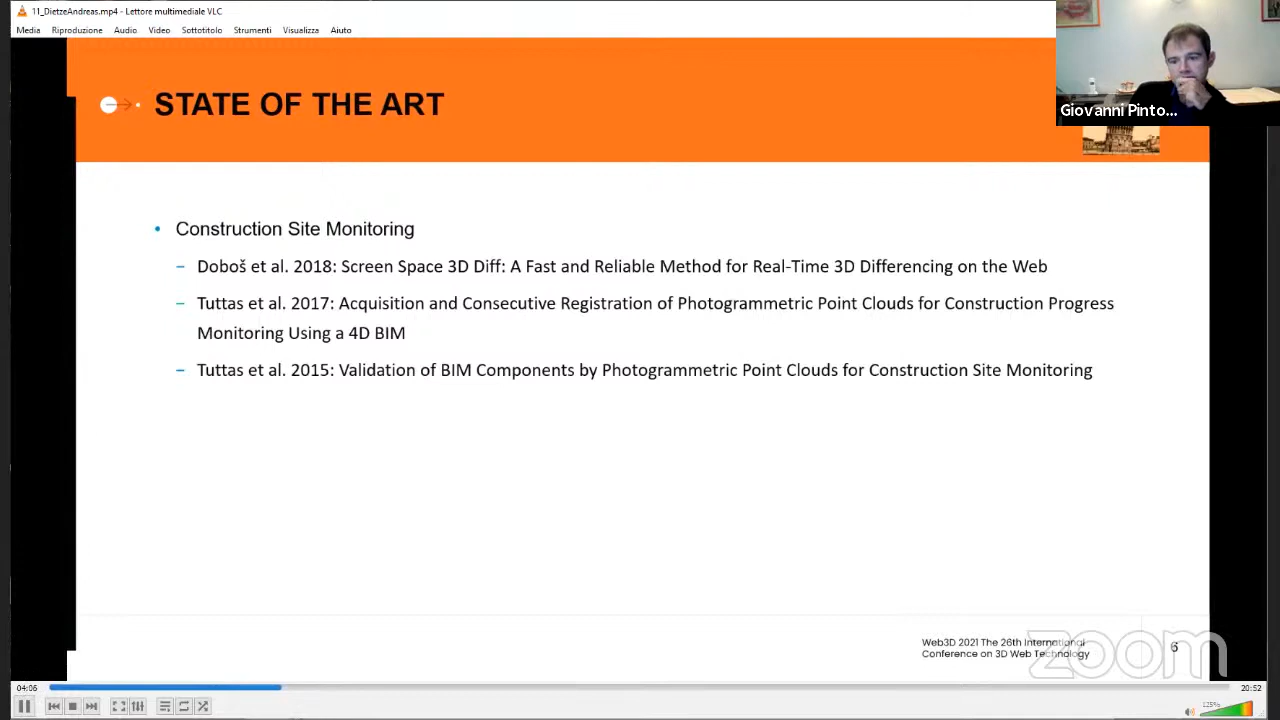 11_DietzeAndreas.mp4 - Lettore multimediale VLC
Media Riproduzione Audio Video Sottotitolo Strumenti Visualizza Aiuto
Giovanni Pinto...
STATE OF THE ART
• Construction Site Monitoring
– Doboš et al. 2018: Screen Space 3D Diff: A Fast and Reliable Method for Real-Time 3D Differencing on the Web
– Tuttas et al. 2017: Acquisition and Consecutive Registration of Photogrammetric Point Clouds for Construction Progress
Monitoring Using a 4D BIM
– Tuttas et al. 2015: Validation of BIM Components by Photogrammetric Point Clouds for Construction Site Monitoring
Web3D 2021 The 26th International
Conference on 3D Web Technology
6
zoom
04:06
20:52
125%